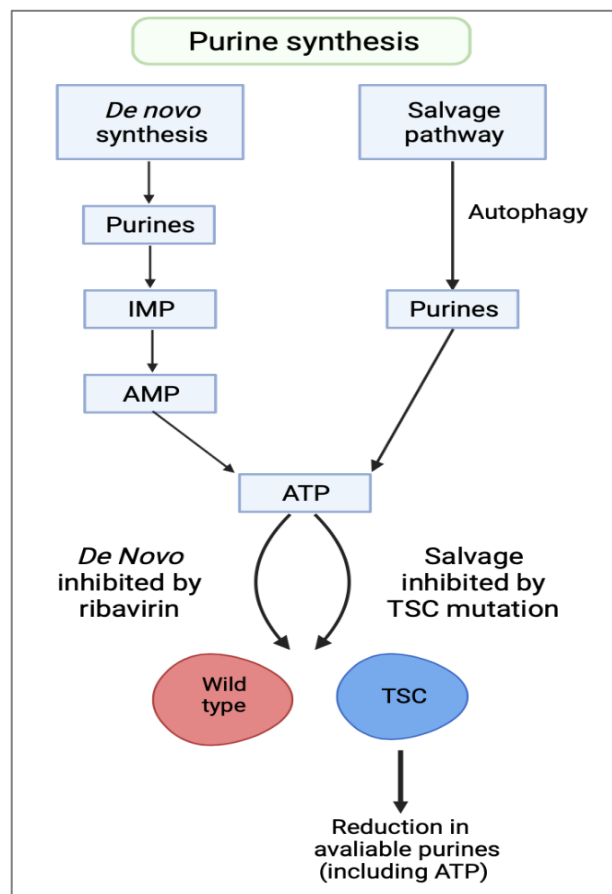 Purine synthesis
De novo
synthesis
Salvage
pathway
Autophagy
Purines
IMP
Purines
AMP
ATP
De Novo
inhibited by
ribavirin
Salvage
inhibited by
TSC mutation
Wild
type
TSC
Reduction in
avaliable purines
(including ATP)